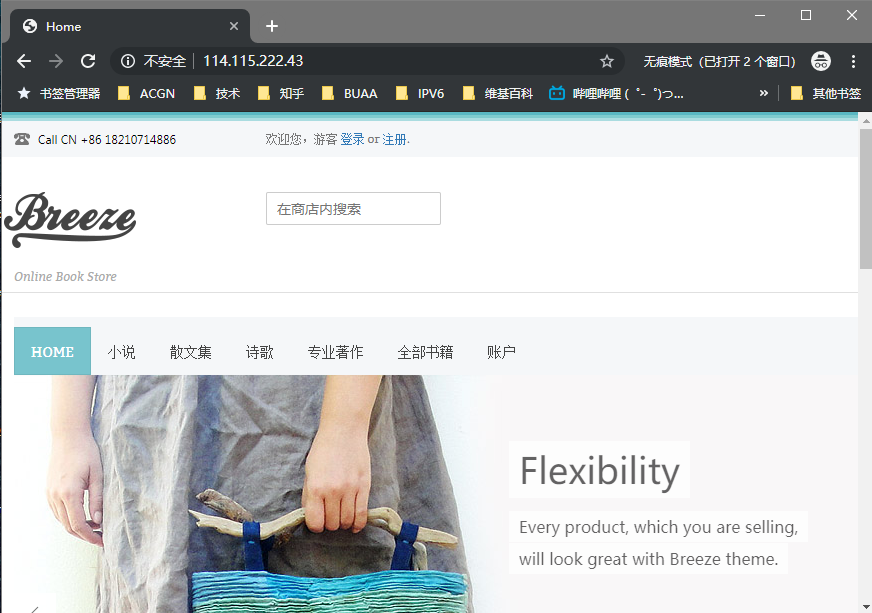 Home
不安全 114.115.222.43 无痕模式（已打开 2 个窗口）
书签管理器 ACGN 技术 知乎 BUAA IPV6 维基百科 哔哩哔哩 ( ゜- ゜)つ... » 其他书签
Call CN +86 18210714886 欢迎您，游客 登录 or 注册.
Breeze
在商店内搜索
Online Book Store
HOME 小说 散文集 诗歌 专业著作 全部书籍 账户
Flexibility
Every product, which you are selling,
will look great with Breeze theme.